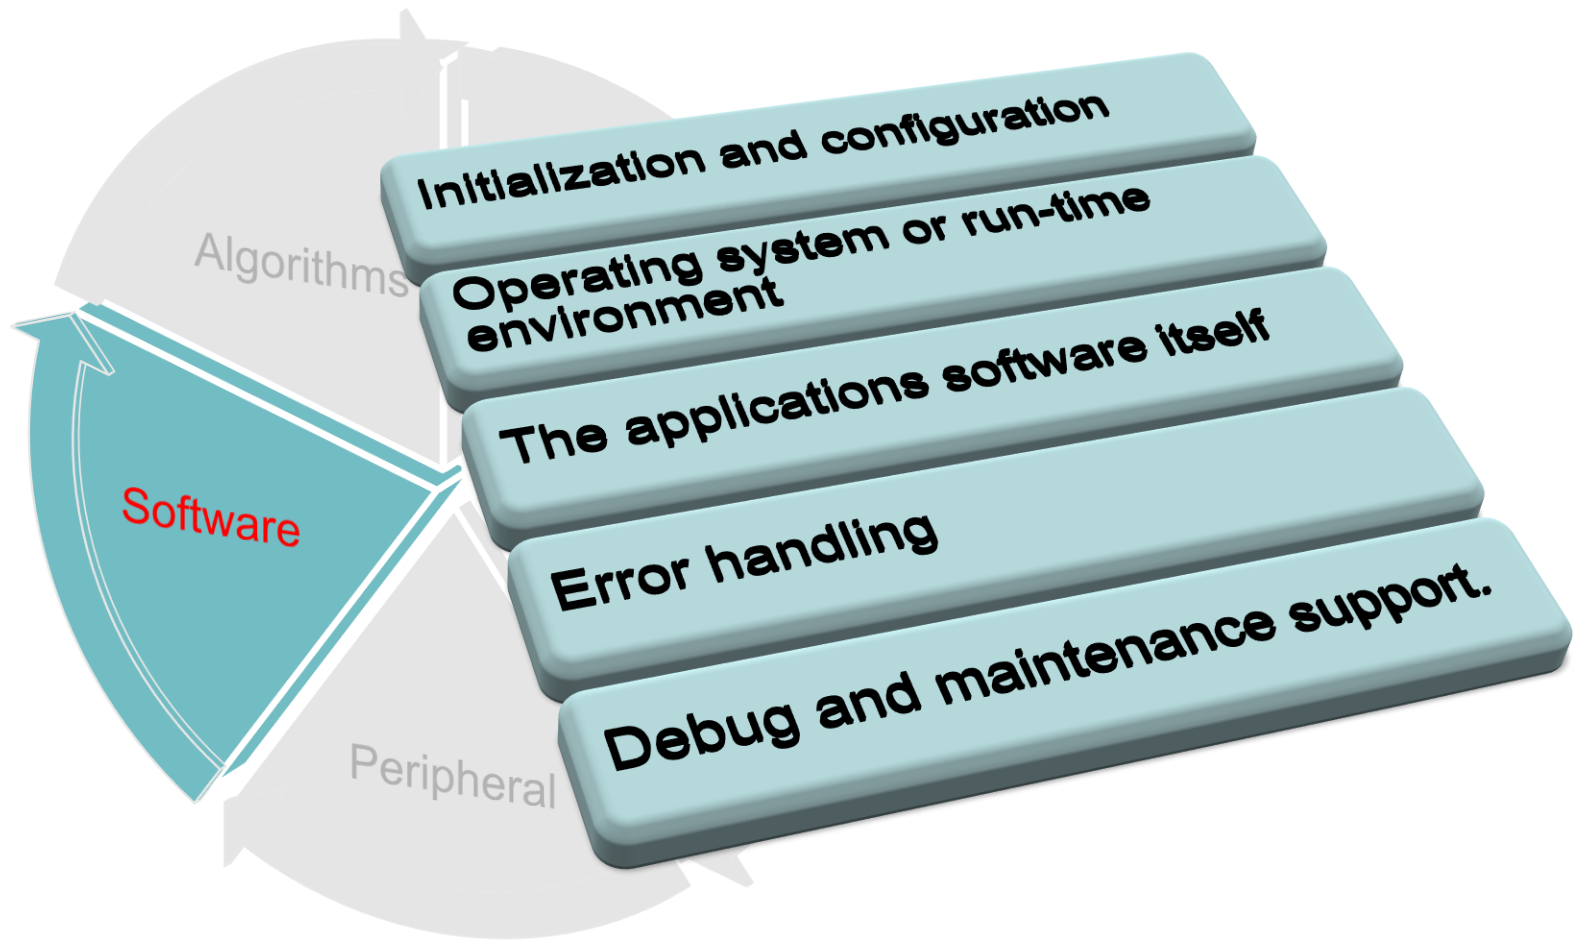 Algorithms
Software
Peripheral
Initialization and configuration
Operating system or run-time
environment
The applications software itself
Error handling
Debug and maintenance support.